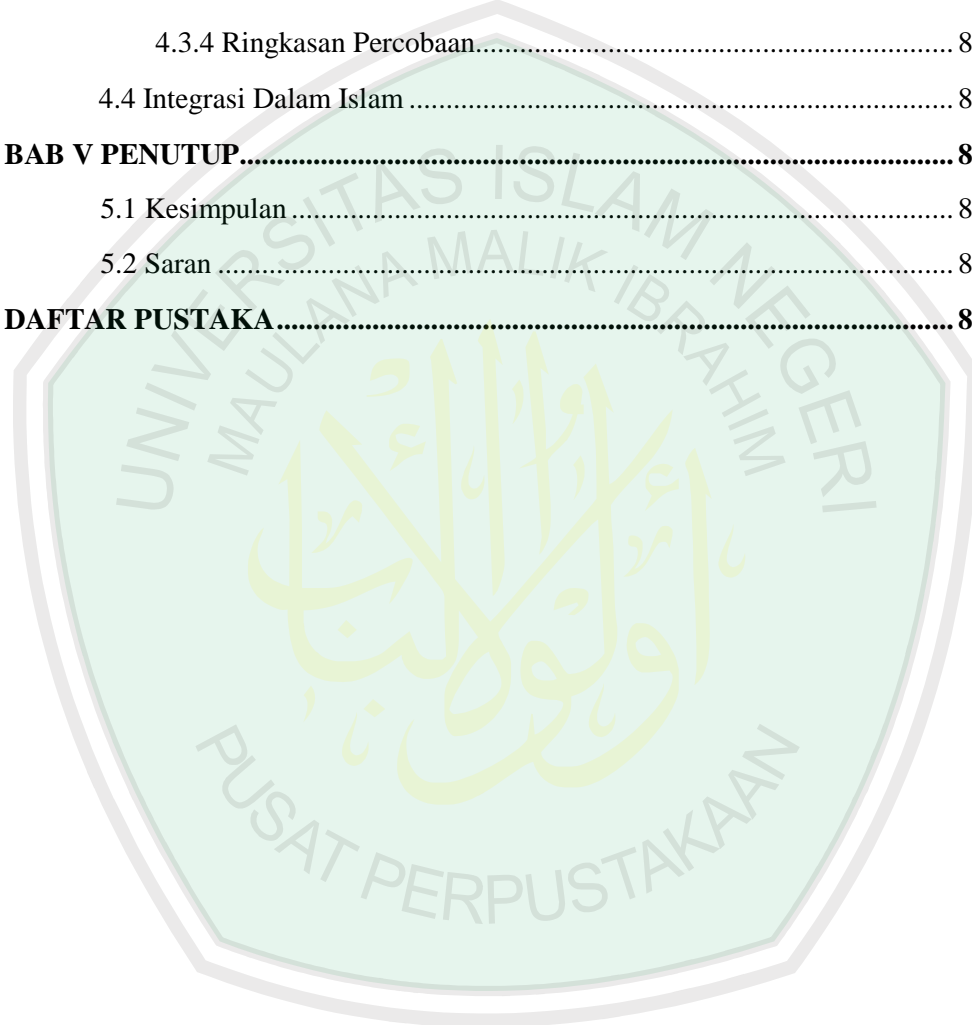 4.3.4 Ringkasan Percobaan........................................................................ 8
4.4 Integrasi Dalam Islam .................................................................................. 8
BAB V PENUTUP........................................................................................................ 8
5.1 Kesimpulan .................................................................................................... 8
5.2 Saran ............................................................................................................... 8
DAFTAR PUSTAKA................................................................................................... 8
UNIVERSITAS ISLAM NEGERI
MAULANA MALIK IBRAHIM
PUSAT PERPUSTAKAAN